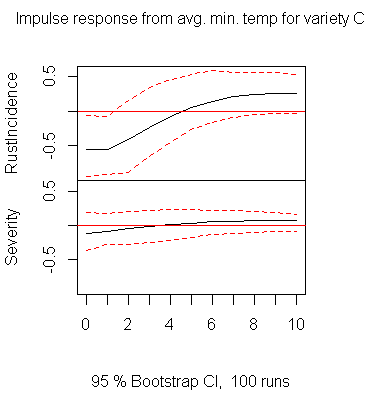 Impulse response from avg. min. temp for variety C
RustIncidence
0.5
-0.5
Severity
0.5
-0.5
0 2 4 6 8 10
95 % Bootstrap CI, 100 runs